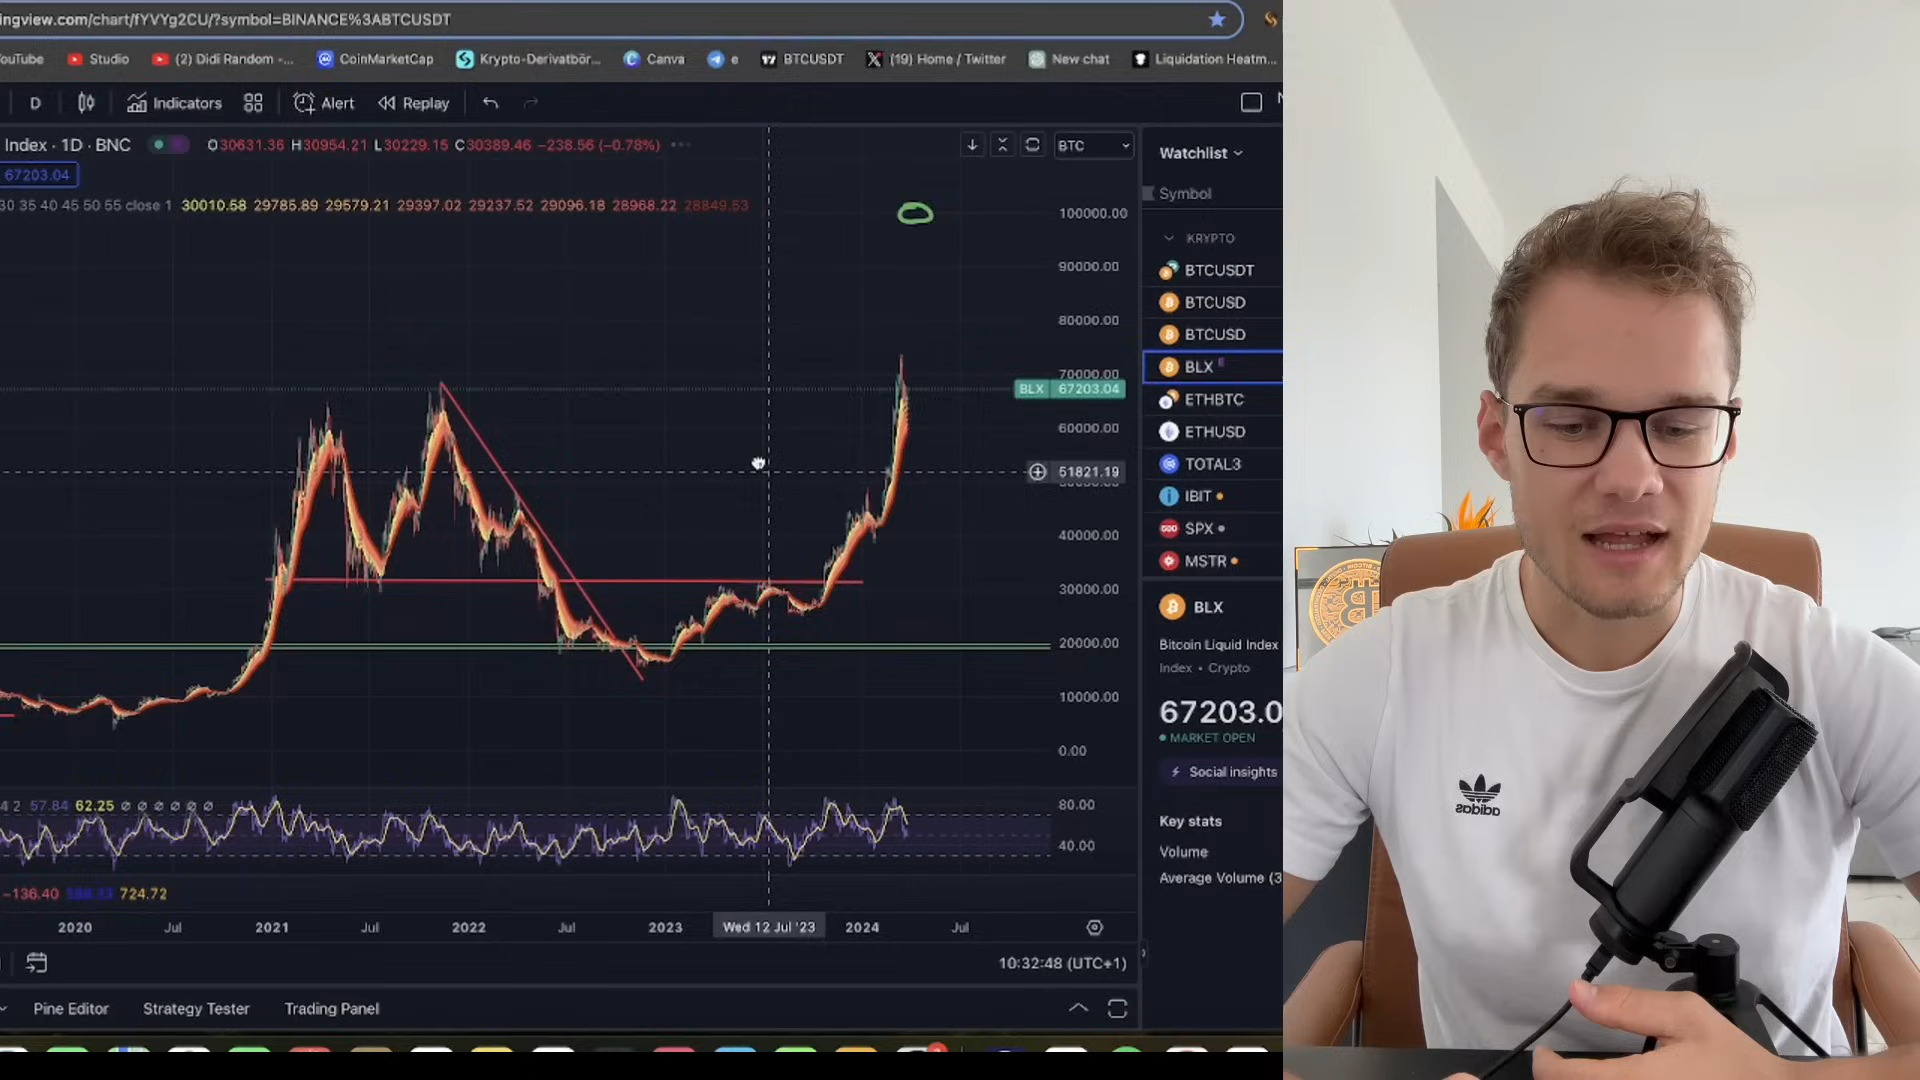 ingview.com/chart/fYVYg2CU/?symbol=BINANCE%3ABTCUSDT
YouTube Studio (2) Didi Random -... CoinMarketCap Krypto-Derivatbör... Canva e BTCUSDT (19) Home / Twitter New chat Liquidation Heatm...
D Indicators Alert Replay
Index · 1D · BNC O30631.36 H30954.21 L30229.15 C30389.46 −238.56 (−0.78%) BTC
67203.04
30 35 40 45 50 55 close 1 30010.58 29785.89 29579.21 29397.02 29237.52 29096.18 28968.22 28849.53
100000.00
90000.00
80000.00
70000.00
BLX 67203.04
60000.00
51821.19
40000.00
30000.00
20000.00
10000.00
0.00
4 2 57.84 62.25
80.00
40.00
−136.40 724.72
2020 Jul 2021 Jul 2022 Jul 2023 Wed 12 Jul '23 2024 Jul
10:32:48 (UTC+1)
Pine Editor Strategy Tester Trading Panel
Watchlist
Symbol
KRYPTO
BTCUSDT
BTCUSD
BTCUSD
BLX
ETHBTC
ETHUSD
TOTAL3
IBIT
SPX
MSTR
BLX
Bitcoin Liquid Index
Index • Crypto
67203.0
MARKET OPEN
Social insights
Key stats
Volume
Average Volume (3
adidas